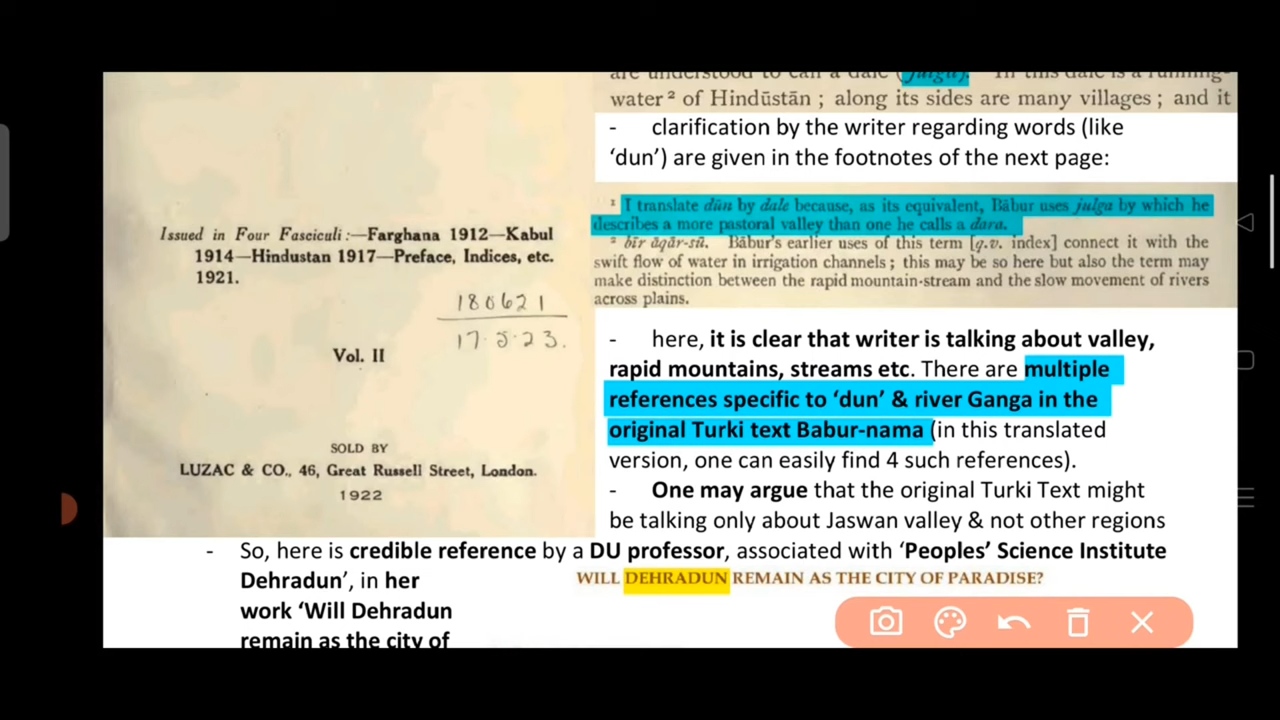 are understood to call a dale (julga). In this dale is a running-
water ² of Hindūstān ; along its sides are many villages ; and it
- clarification by the writer regarding words (like
‘dun’) are given in the footnotes of the next page:
¹ I translate dūn by dale because, as its equivalent, Bābur uses julga by which he
describes a more pastoral valley than one he calls a dara.
² bīr āqār-sū. Bābur's earlier uses of this term [q.v. index] connect it with the
swift flow of water in irrigation channels ; this may be so here but also the term may
make distinction between the rapid mountain-stream and the slow movement of rivers
across plains.
Issued in Four Fasciculi :—Farghana 1912—Kabul
1914—Hindustan 1917—Preface, Indices, etc.
1921.
180621
17.5.23.
Vol. II
SOLD BY
LUZAC & CO., 46, Great Russell Street, London.
1922
- here, it is clear that writer is talking about valley,
rapid mountains, streams etc. There are multiple
references specific to ‘dun’ & river Ganga in the
original Turki text Babur-nama (in this translated
version, one can easily find 4 such references).
- One may argue that the original Turki Text might
be talking only about Jaswan valley & not other regions
- So, here is credible reference by a DU professor, associated with ‘Peoples’ Science Institute
Dehradun’, in her
work ‘Will Dehradun
remain as the city of
WILL DEHRADUN REMAIN AS THE CITY OF PARADISE?